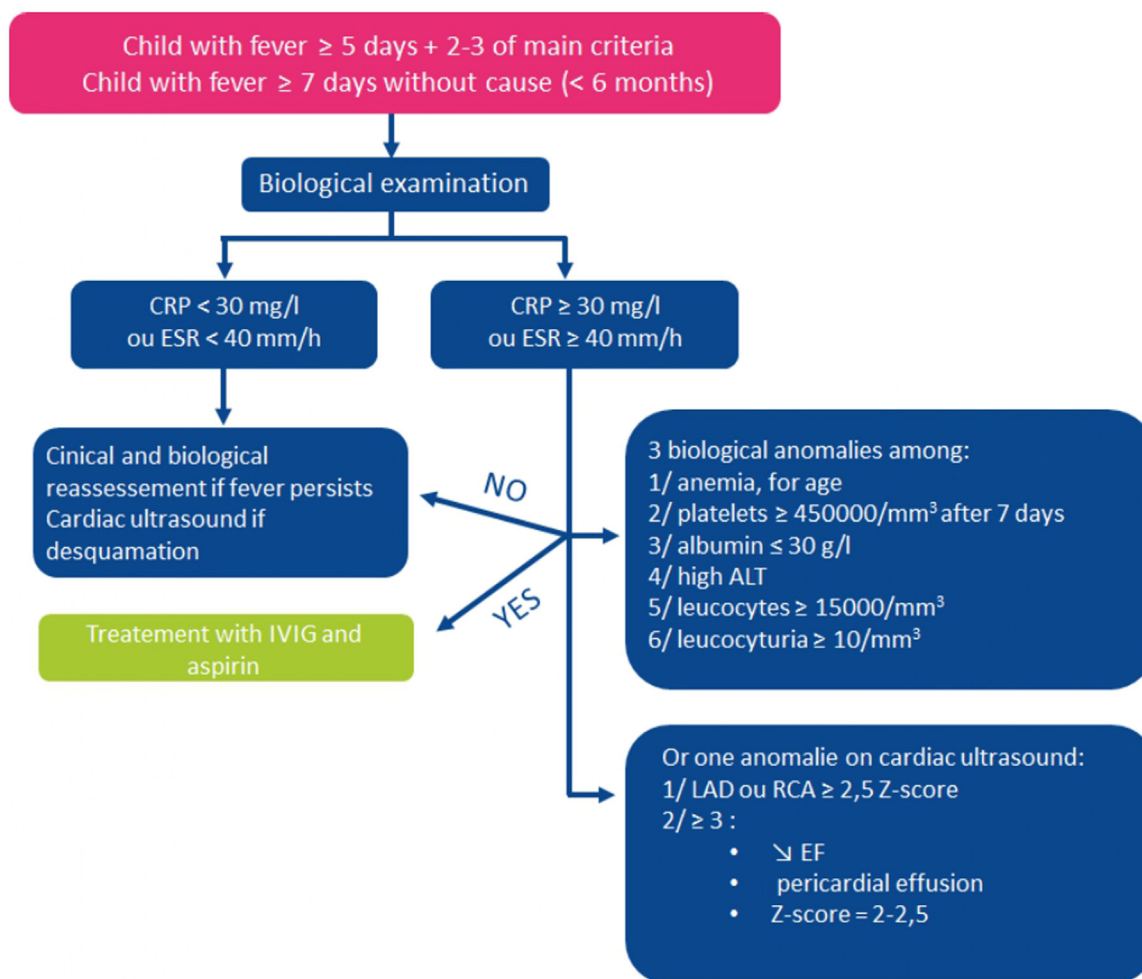 Child with fever ≥ 5 days + 2-3 of main criteria
Child with fever ≥ 7 days without cause (< 6 months)
Biological examination
CRP < 30 mg/l
ou ESR < 40 mm/h
CRP ≥ 30 mg/l
ou ESR ≥ 40 mm/h
Cinical and biological
reassessement if fever persists
Cardiac ultrasound if
desquamation
NO
YES
Treatement with IVIG and
aspirin
3 biological anomalies among:
1/ anemia, for age
2/ platelets ≥ 450000/mm³ after 7 days
3/ albumin ≤ 30 g/l
4/ high ALT
5/ leucocytes ≥ 15000/mm³
6/ leucocyturia ≥ 10/mm³
Or one anomalie on cardiac ultrasound:
1/ LAD ou RCA ≥ 2,5 Z-score
2/ ≥ 3 :
• ↘ EF
• pericardial effusion
• Z-score = 2-2,5